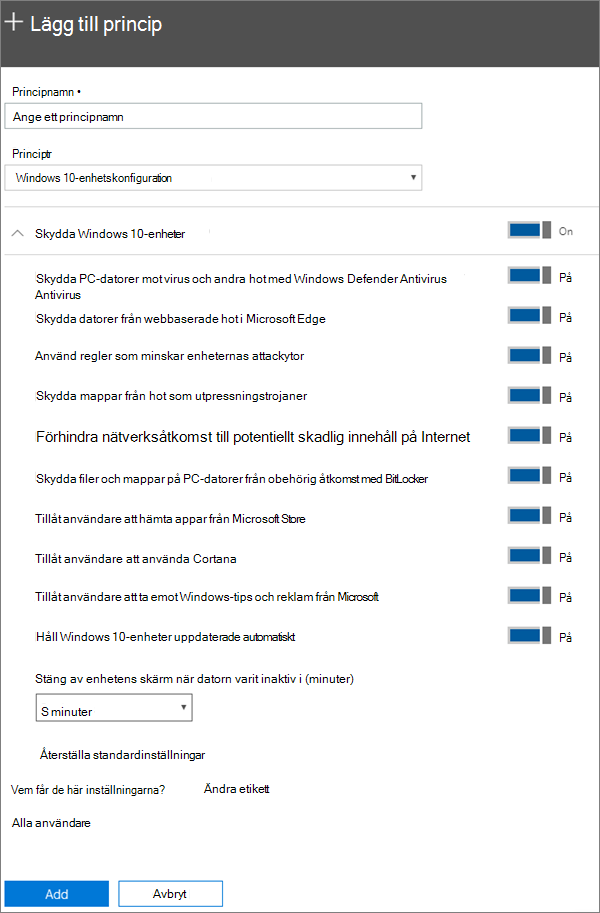 + Lägg till princip
Principnamn •
Ange ett principnamn
Principtr
Windows 10-enhetskonfiguration
Skydda Windows 10-enheter On
Skydda PC-datorer mot virus och andra hot med Windows Defender Antivirus På
Antivirus
Skydda datorer från webbaserade hot i Microsoft Edge På
Använd regler som minskar enheternas attackytor På
Skydda mappar från hot som utpressningstrojaner På
Förhindra nätverksåtkomst till potentiellt skadlig innehåll på Internet På
Skydda filer och mappar på PC-datorer från obehörig åtkomst med BitLocker På
Tillåt användare att hämta appar från Microsoft Store På
Tillåt användare att använda Cortana På
Tillåt användare att ta emot Windows-tips och reklam från Microsoft På
Håll Windows 10-enheter uppdaterade automatiskt På
Stäng av enhetens skärm när datorn varit inaktiv i (minuter)
S minuter
Återställa standardinställningar
Vem får de här inställningarna? Ändra etikett
Alla användare
Add Avbryt